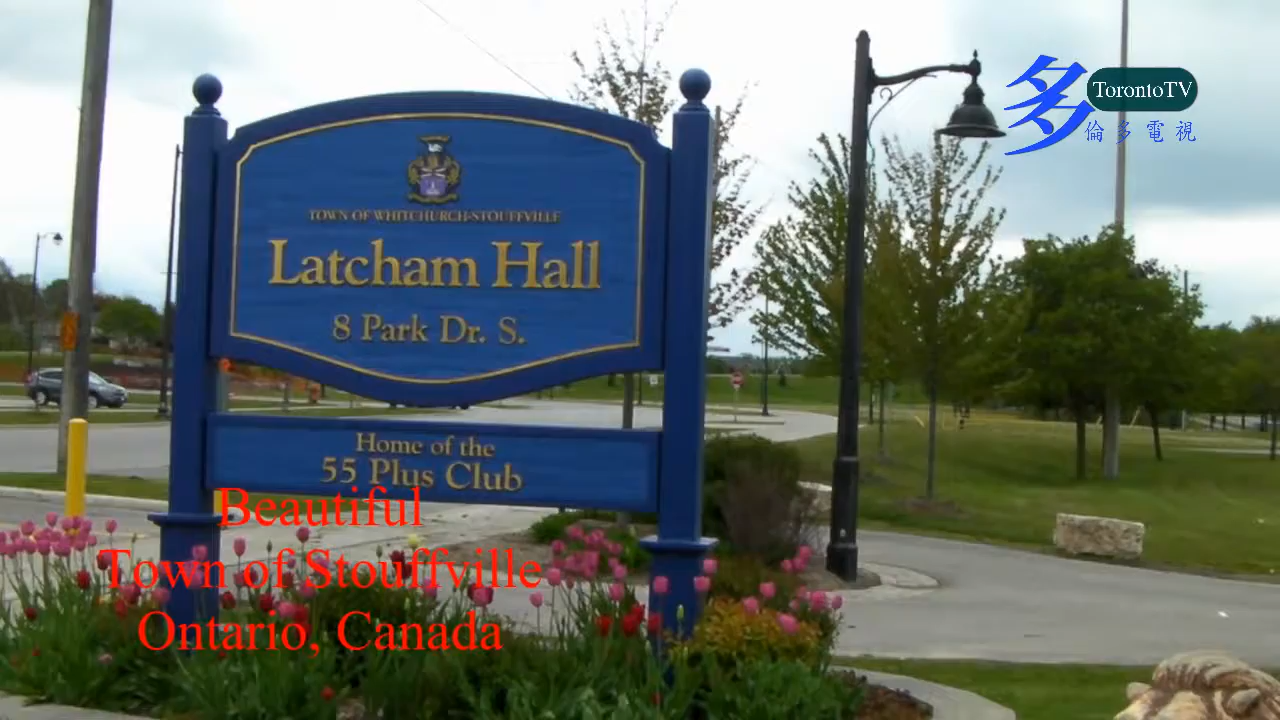 TOWN OF WHITCHURCH-STOUFFVILLE
Latcham Hall
8 Park Dr. S.
Home of the
55 Plus Club
Beautiful
Town of Stouffville
Ontario, Canada
多
TorontoTV
倫多電視